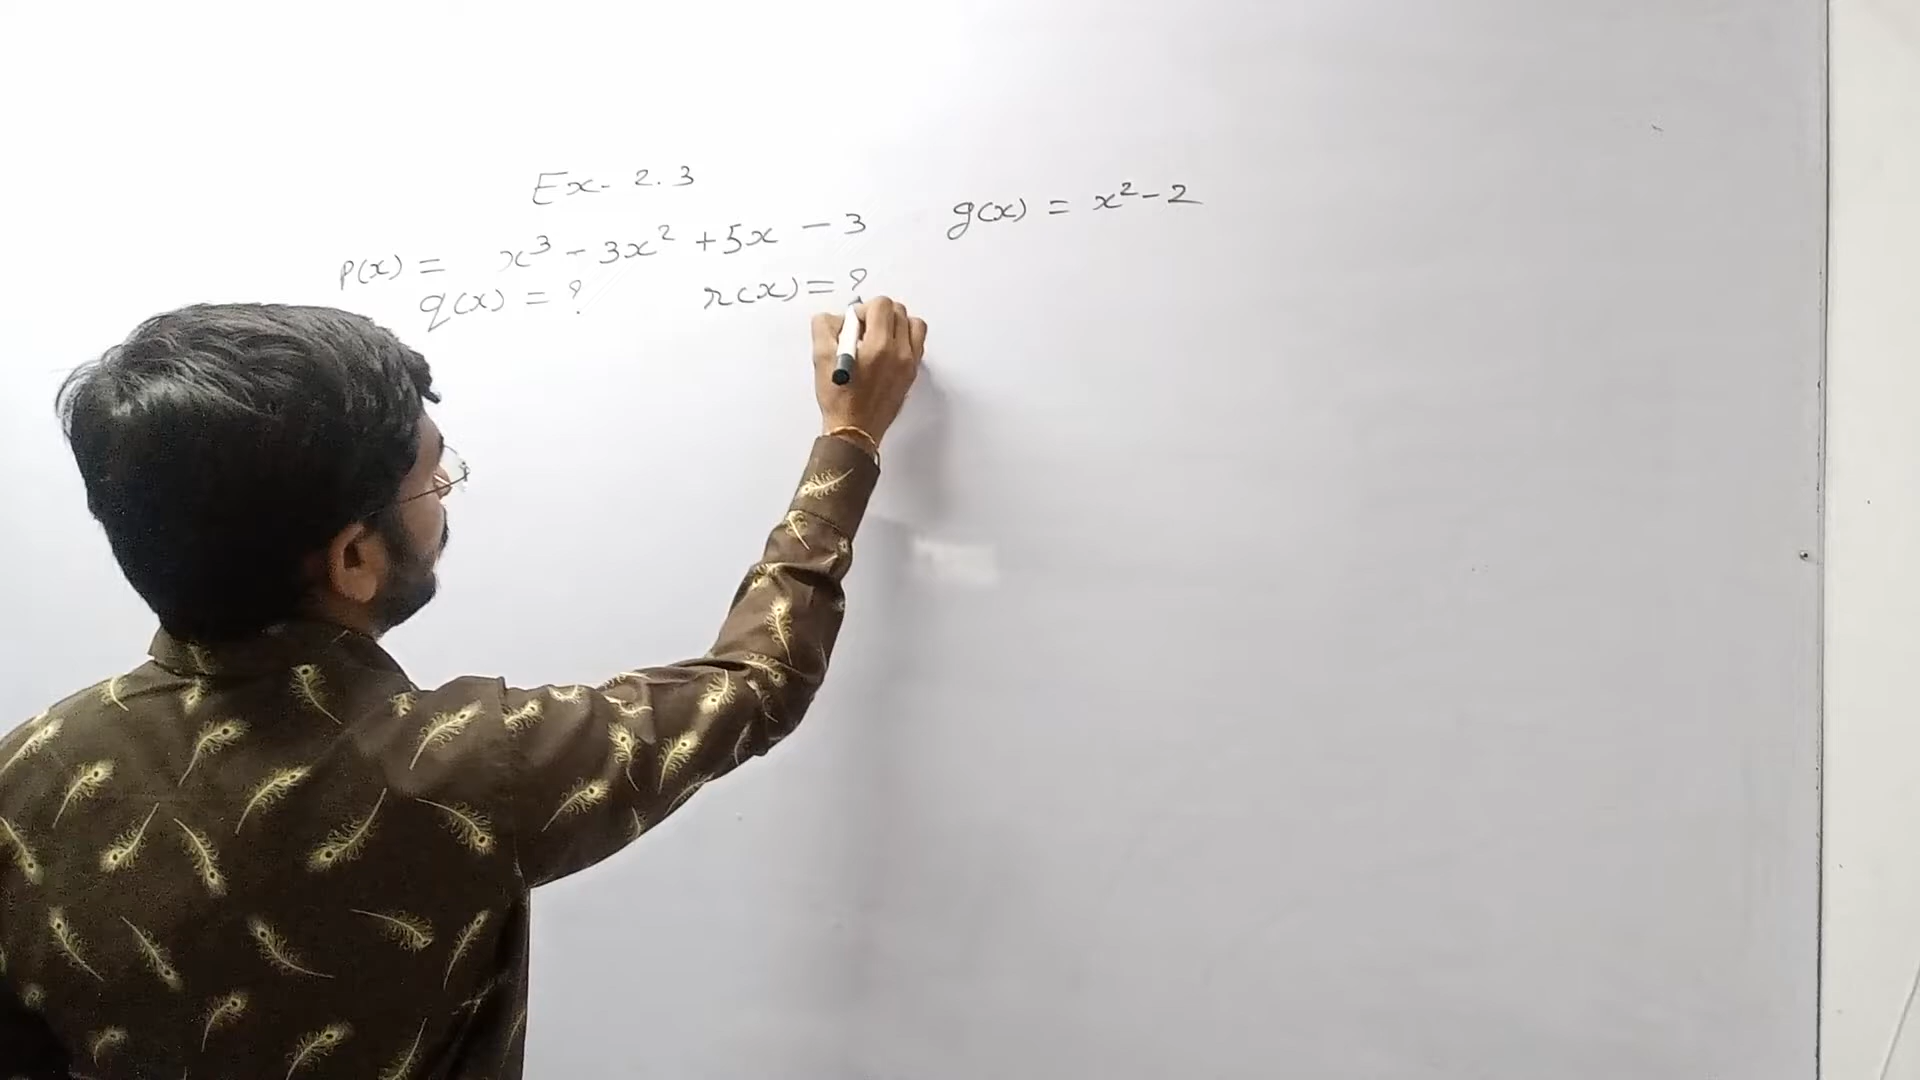 Ex- 2.3
p(x) = x³ - 3x² + 5x - 3 g(x) = x² - 2
q(x) = ? r(x) = ?